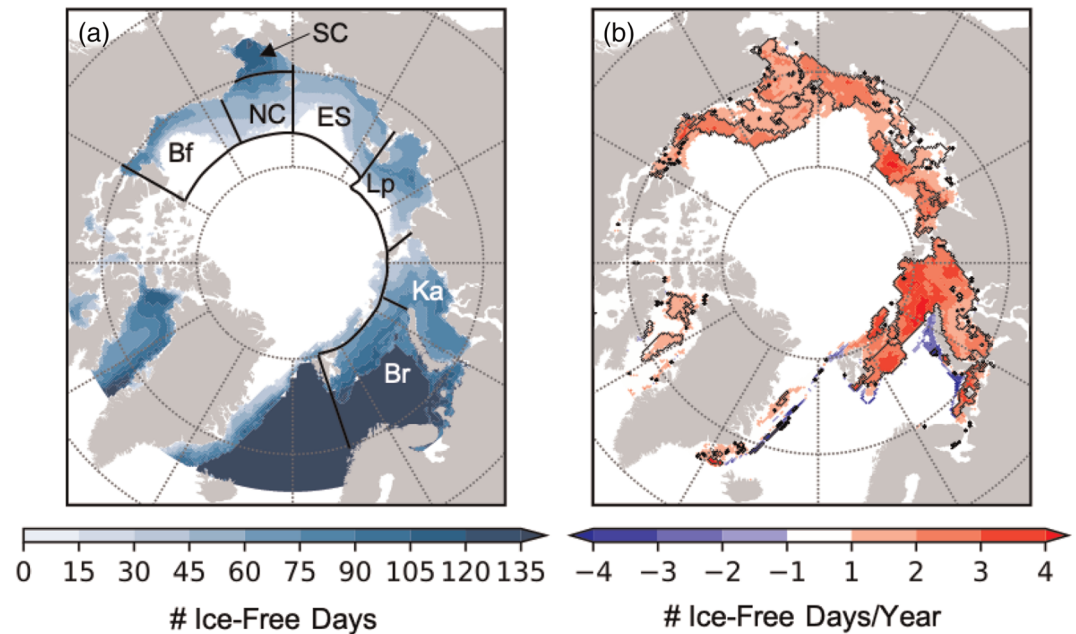 (a)
SC
NC
ES
Bf
Lp
Ka
Br
0 15 30 45 60 75 90 105 120 135
# Ice-Free Days
(b)
−4 −3 −2 −1 1 2 3 4
# Ice-Free Days/Year